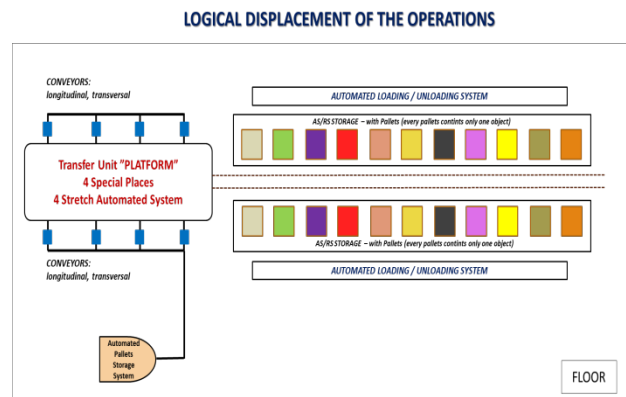 LOGICAL DISPLACEMENT OF THE OPERATIONS
CONVEYORS:
longitudinal, transversal
AUTOMATED LOADING / UNLOADING SYSTEM
AS/RS STORAGE – with Pallets (every pallets contints only one object)
Transfer Unit "PLATFORM"
4 Special Places
4 Stretch Automated System
AS/RS STORAGE – with Pallets (every pallets contints only one object)
CONVEYORS:
longitudinal, transversal
AUTOMATED LOADING / UNLOADING SYSTEM
Automated
Pallets
Storage
System
FLOOR